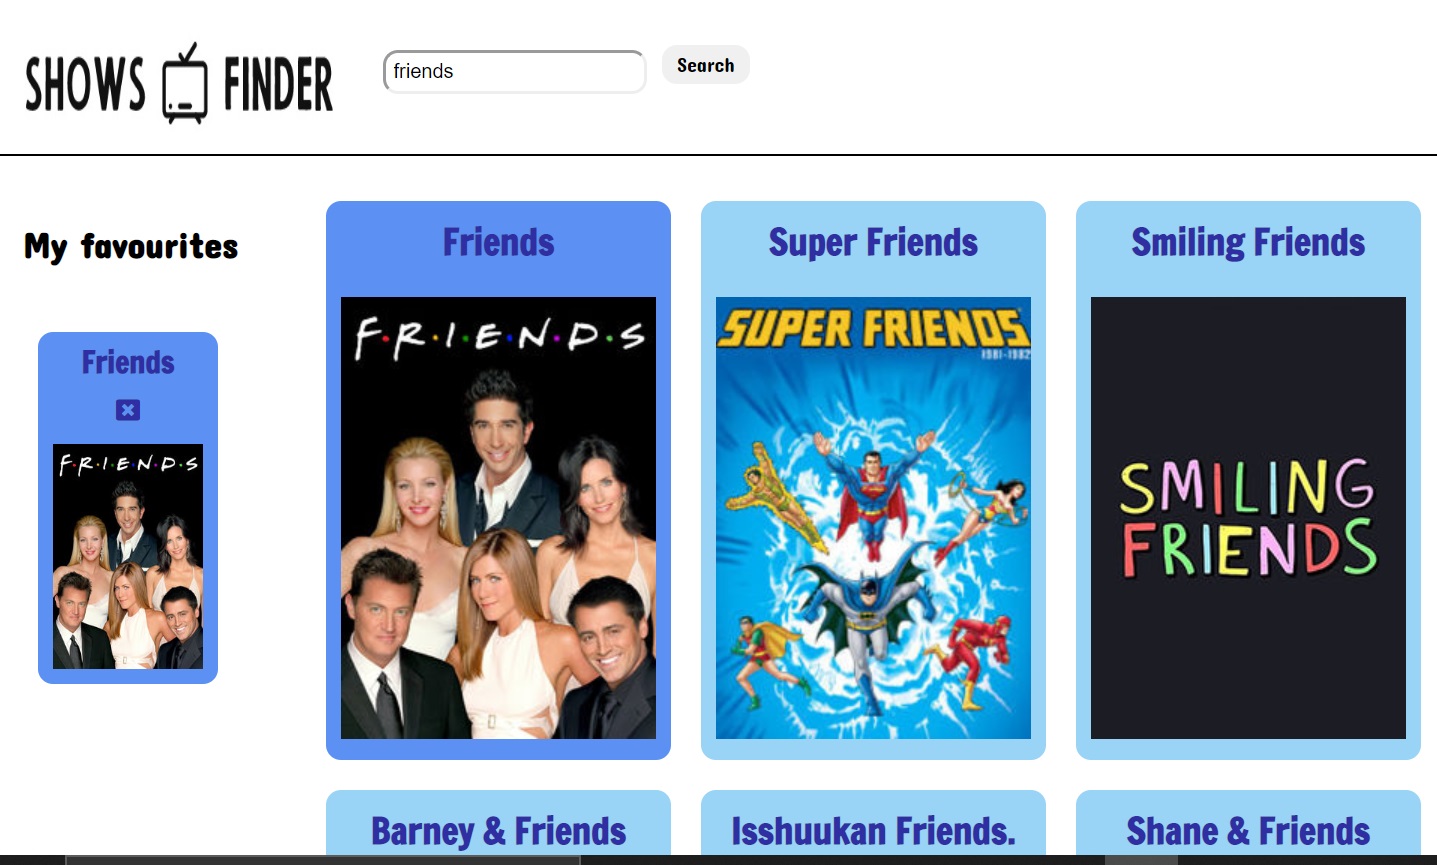 SHOWS FINDER
friends
Search
My favourites
Friends
F·R·I·E·N·D·S
Friends
F·R·I·E·N·D·S
Super Friends
SUPER FRIENDS
1981-1982
Smiling Friends
SMILING
FRIENDS
Barney & Friends
Isshuukan Friends.
Shane & Friends